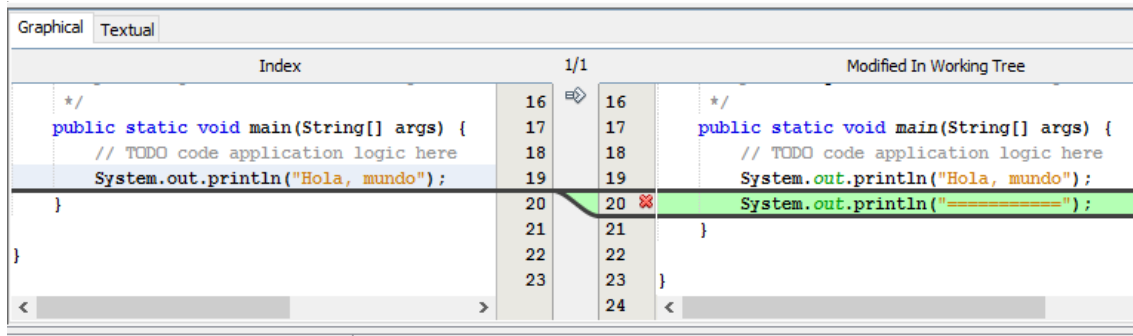 Graphical Textual
Index 1/1 Modified In Working Tree
*/ 16 16 */
public static void main(String[] args) { 17 17 public static void main(String[] args) {
// TODO code application logic here 18 18 // TODO code application logic here
System.out.println("Hola, mundo"); 19 19 System.out.println("Hola, mundo");
} 20 20 System.out.println("===========");
21 21 }
} 22 22
23 23 }
24